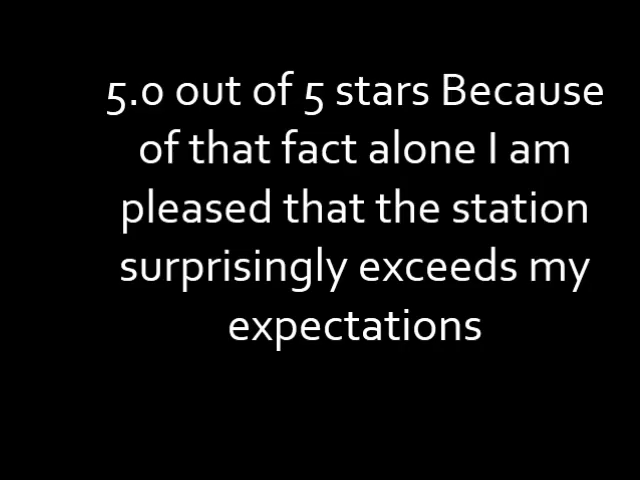 5.0 out of 5 stars Because
of that fact alone I am
pleased that the station
surprisingly exceeds my
expectations